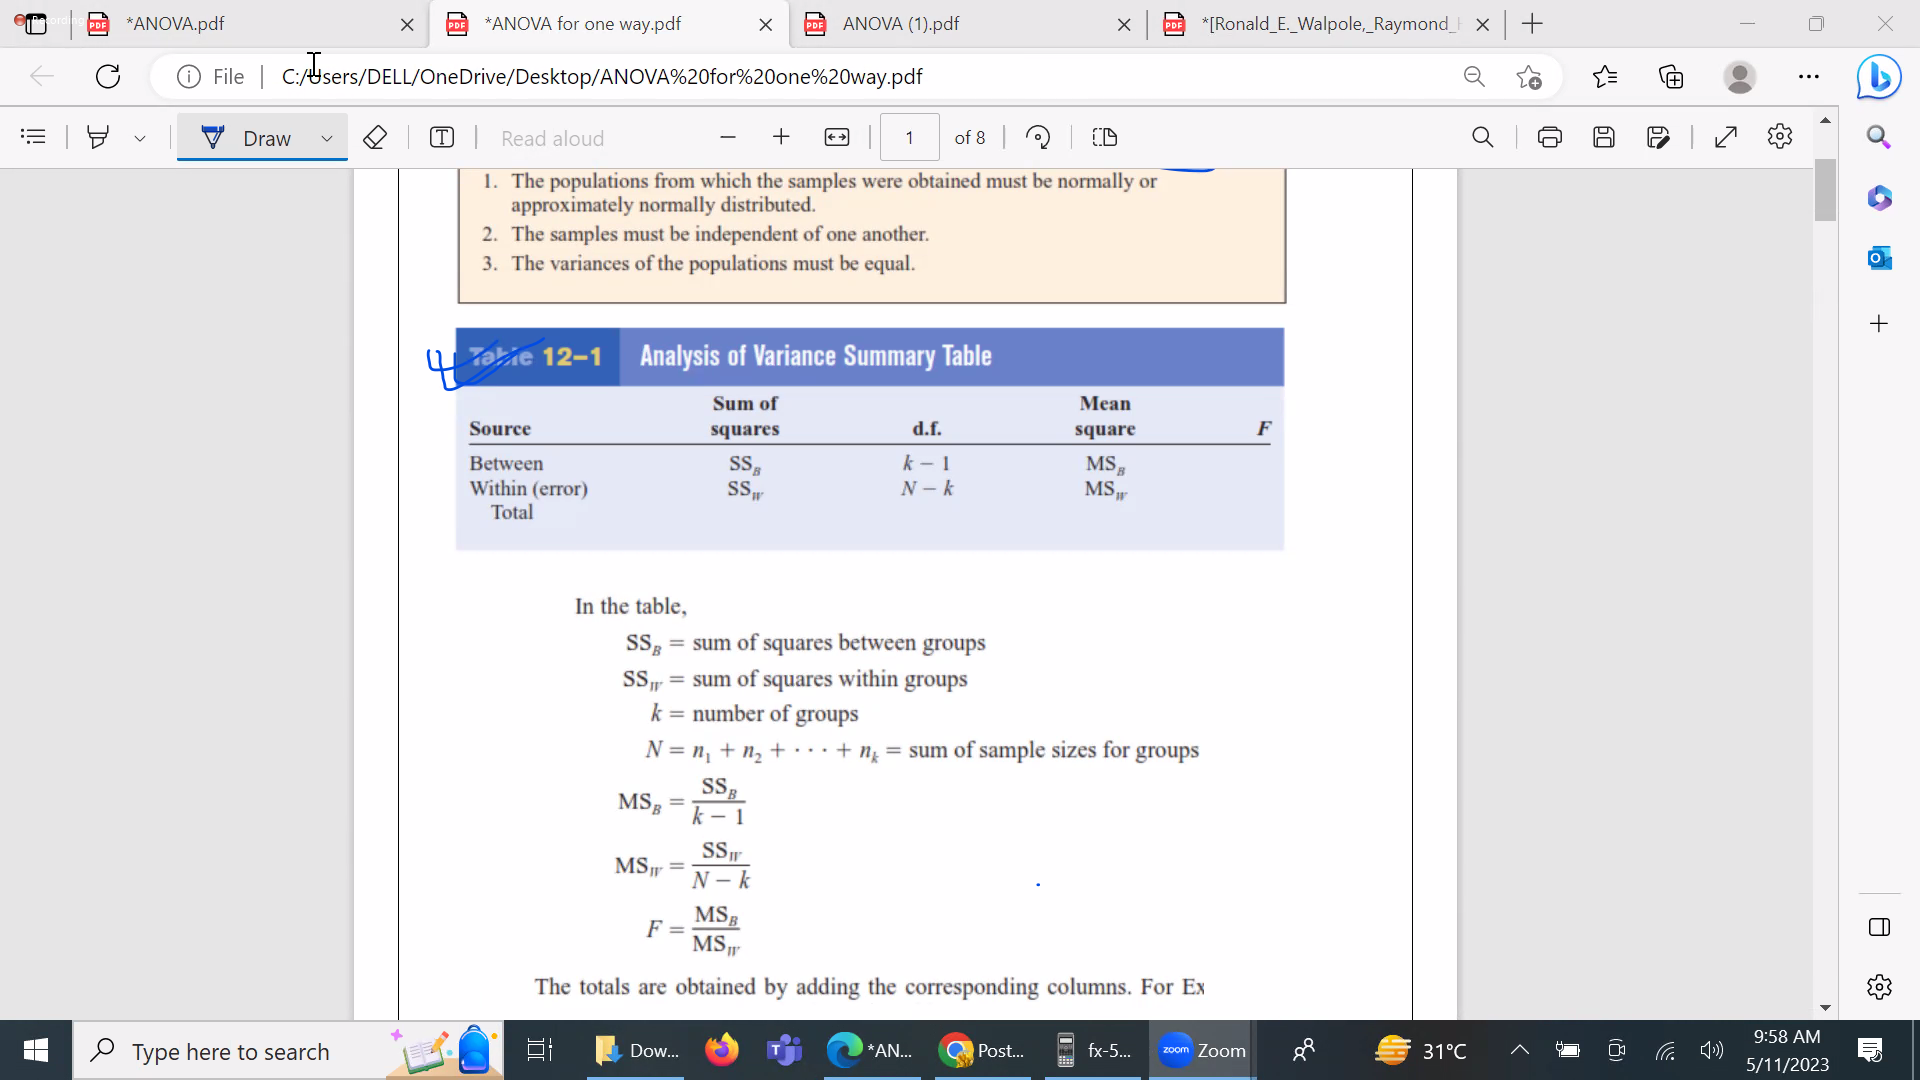 Recording
*ANOVA.pdf
*ANOVA for one way.pdf
ANOVA (1).pdf
*[Ronald_E._Walpole,_Raymond_
File
C:/Users/DELL/OneDrive/Desktop/ANOVA%20for%20one%20way.pdf
Draw
Read aloud
1 of 8
1. The populations from which the samples were obtained must be normally or
approximately normally distributed.
2. The samples must be independent of one another.
3. The variances of the populations must be equal.
Table 12–1 Analysis of Variance Summary Table
Sum of Mean
Source squares d.f. square F
Between SS_B k − 1 MS_B
Within (error) SS_W N − k MS_W
Total
In the table,
SS_B = sum of squares between groups
SS_W = sum of squares within groups
k = number of groups
N = n_1 + n_2 + · · · + n_k = sum of sample sizes for groups
MS_B = SS_B / k − 1
MS_W = SS_W / N − k
F = MS_B / MS_W
The totals are obtained by adding the corresponding columns. For Ex
Type here to search
Dow...
*AN...
Post...
fx-5...
zoom Zoom
31°C
9:58 AM
5/11/2023